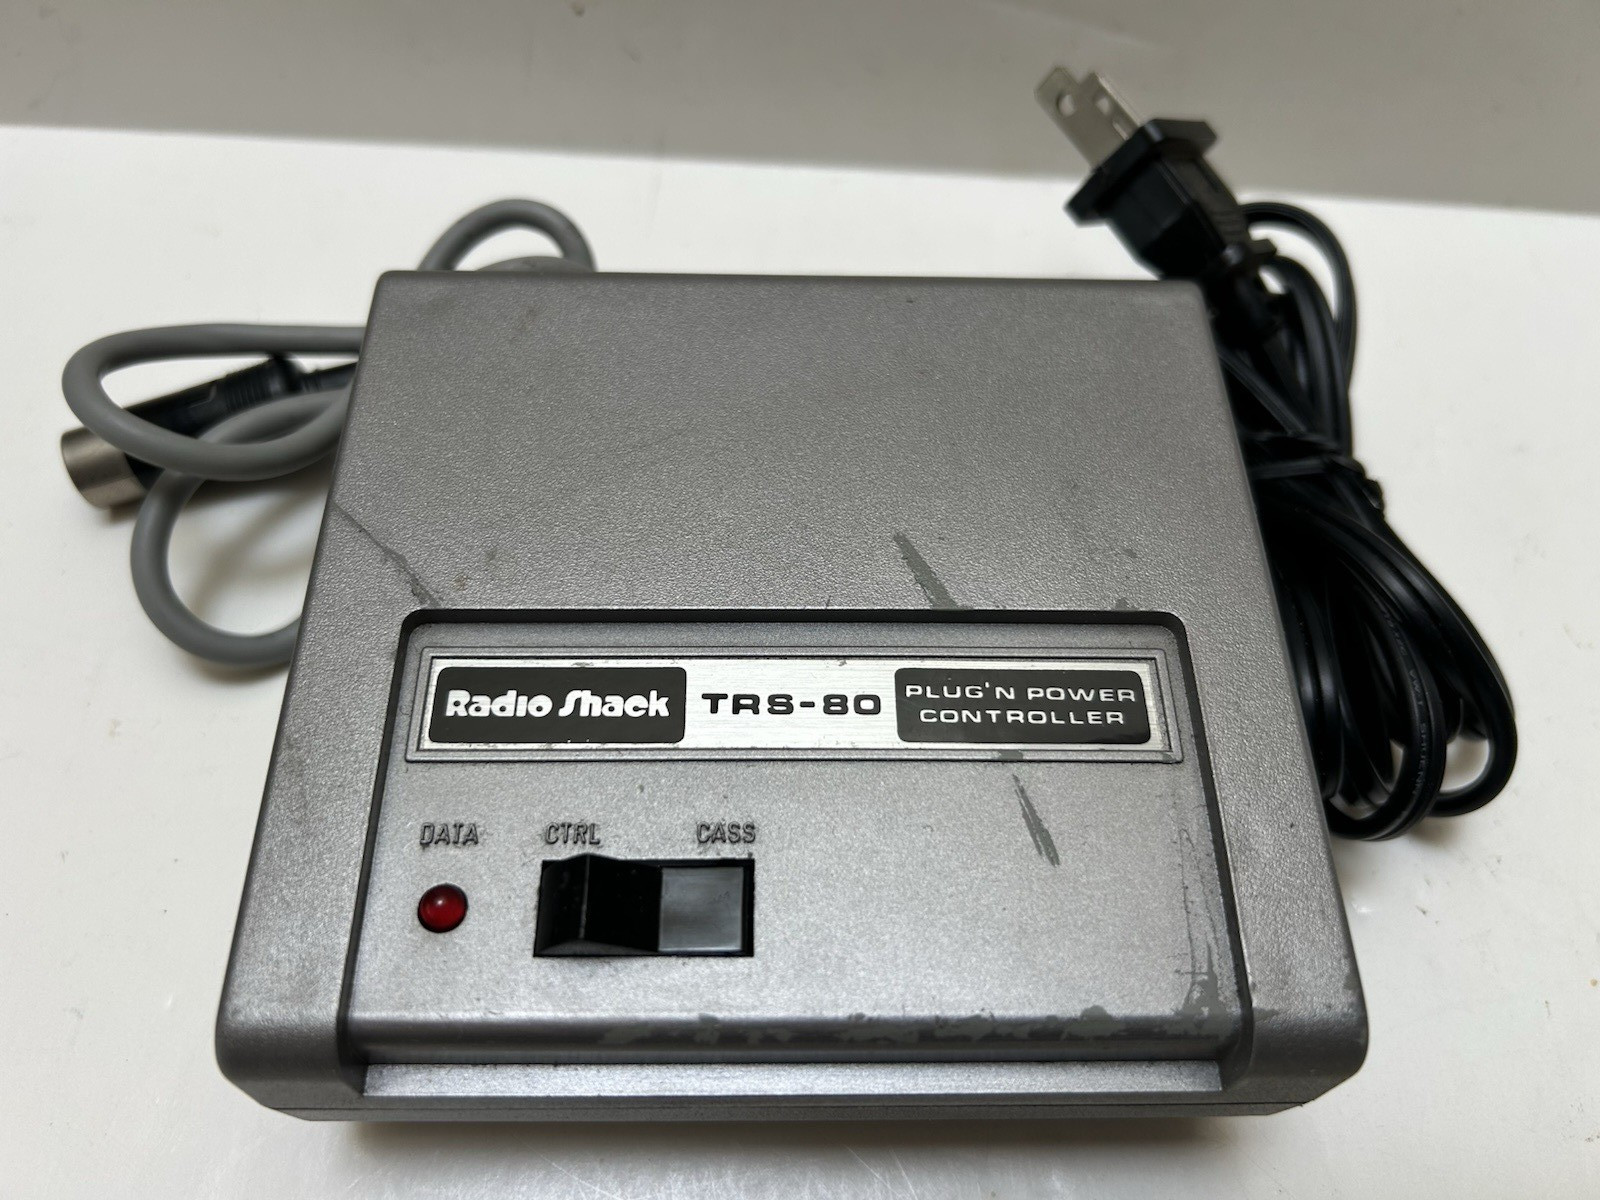 Radio Shack TRS-80 PLUG'N POWER
CONTROLLER
DATA CTRL CASS